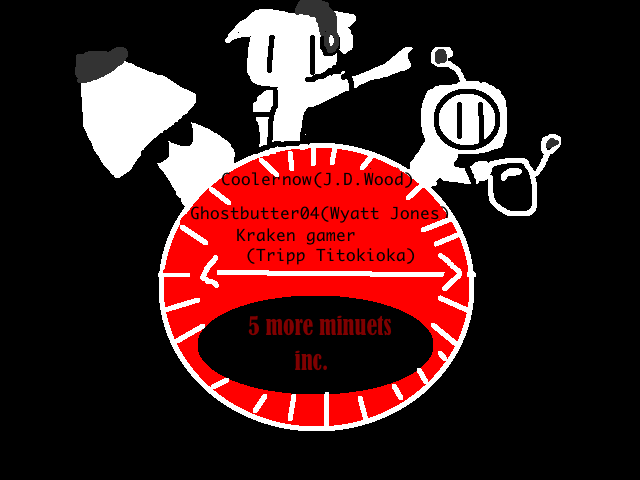 Coolernow(J.D.Wood)
Ghostbutter04(Wyatt Jones)
Kraken gamer
(Tripp Titokioka)
5 more minuets
inc.